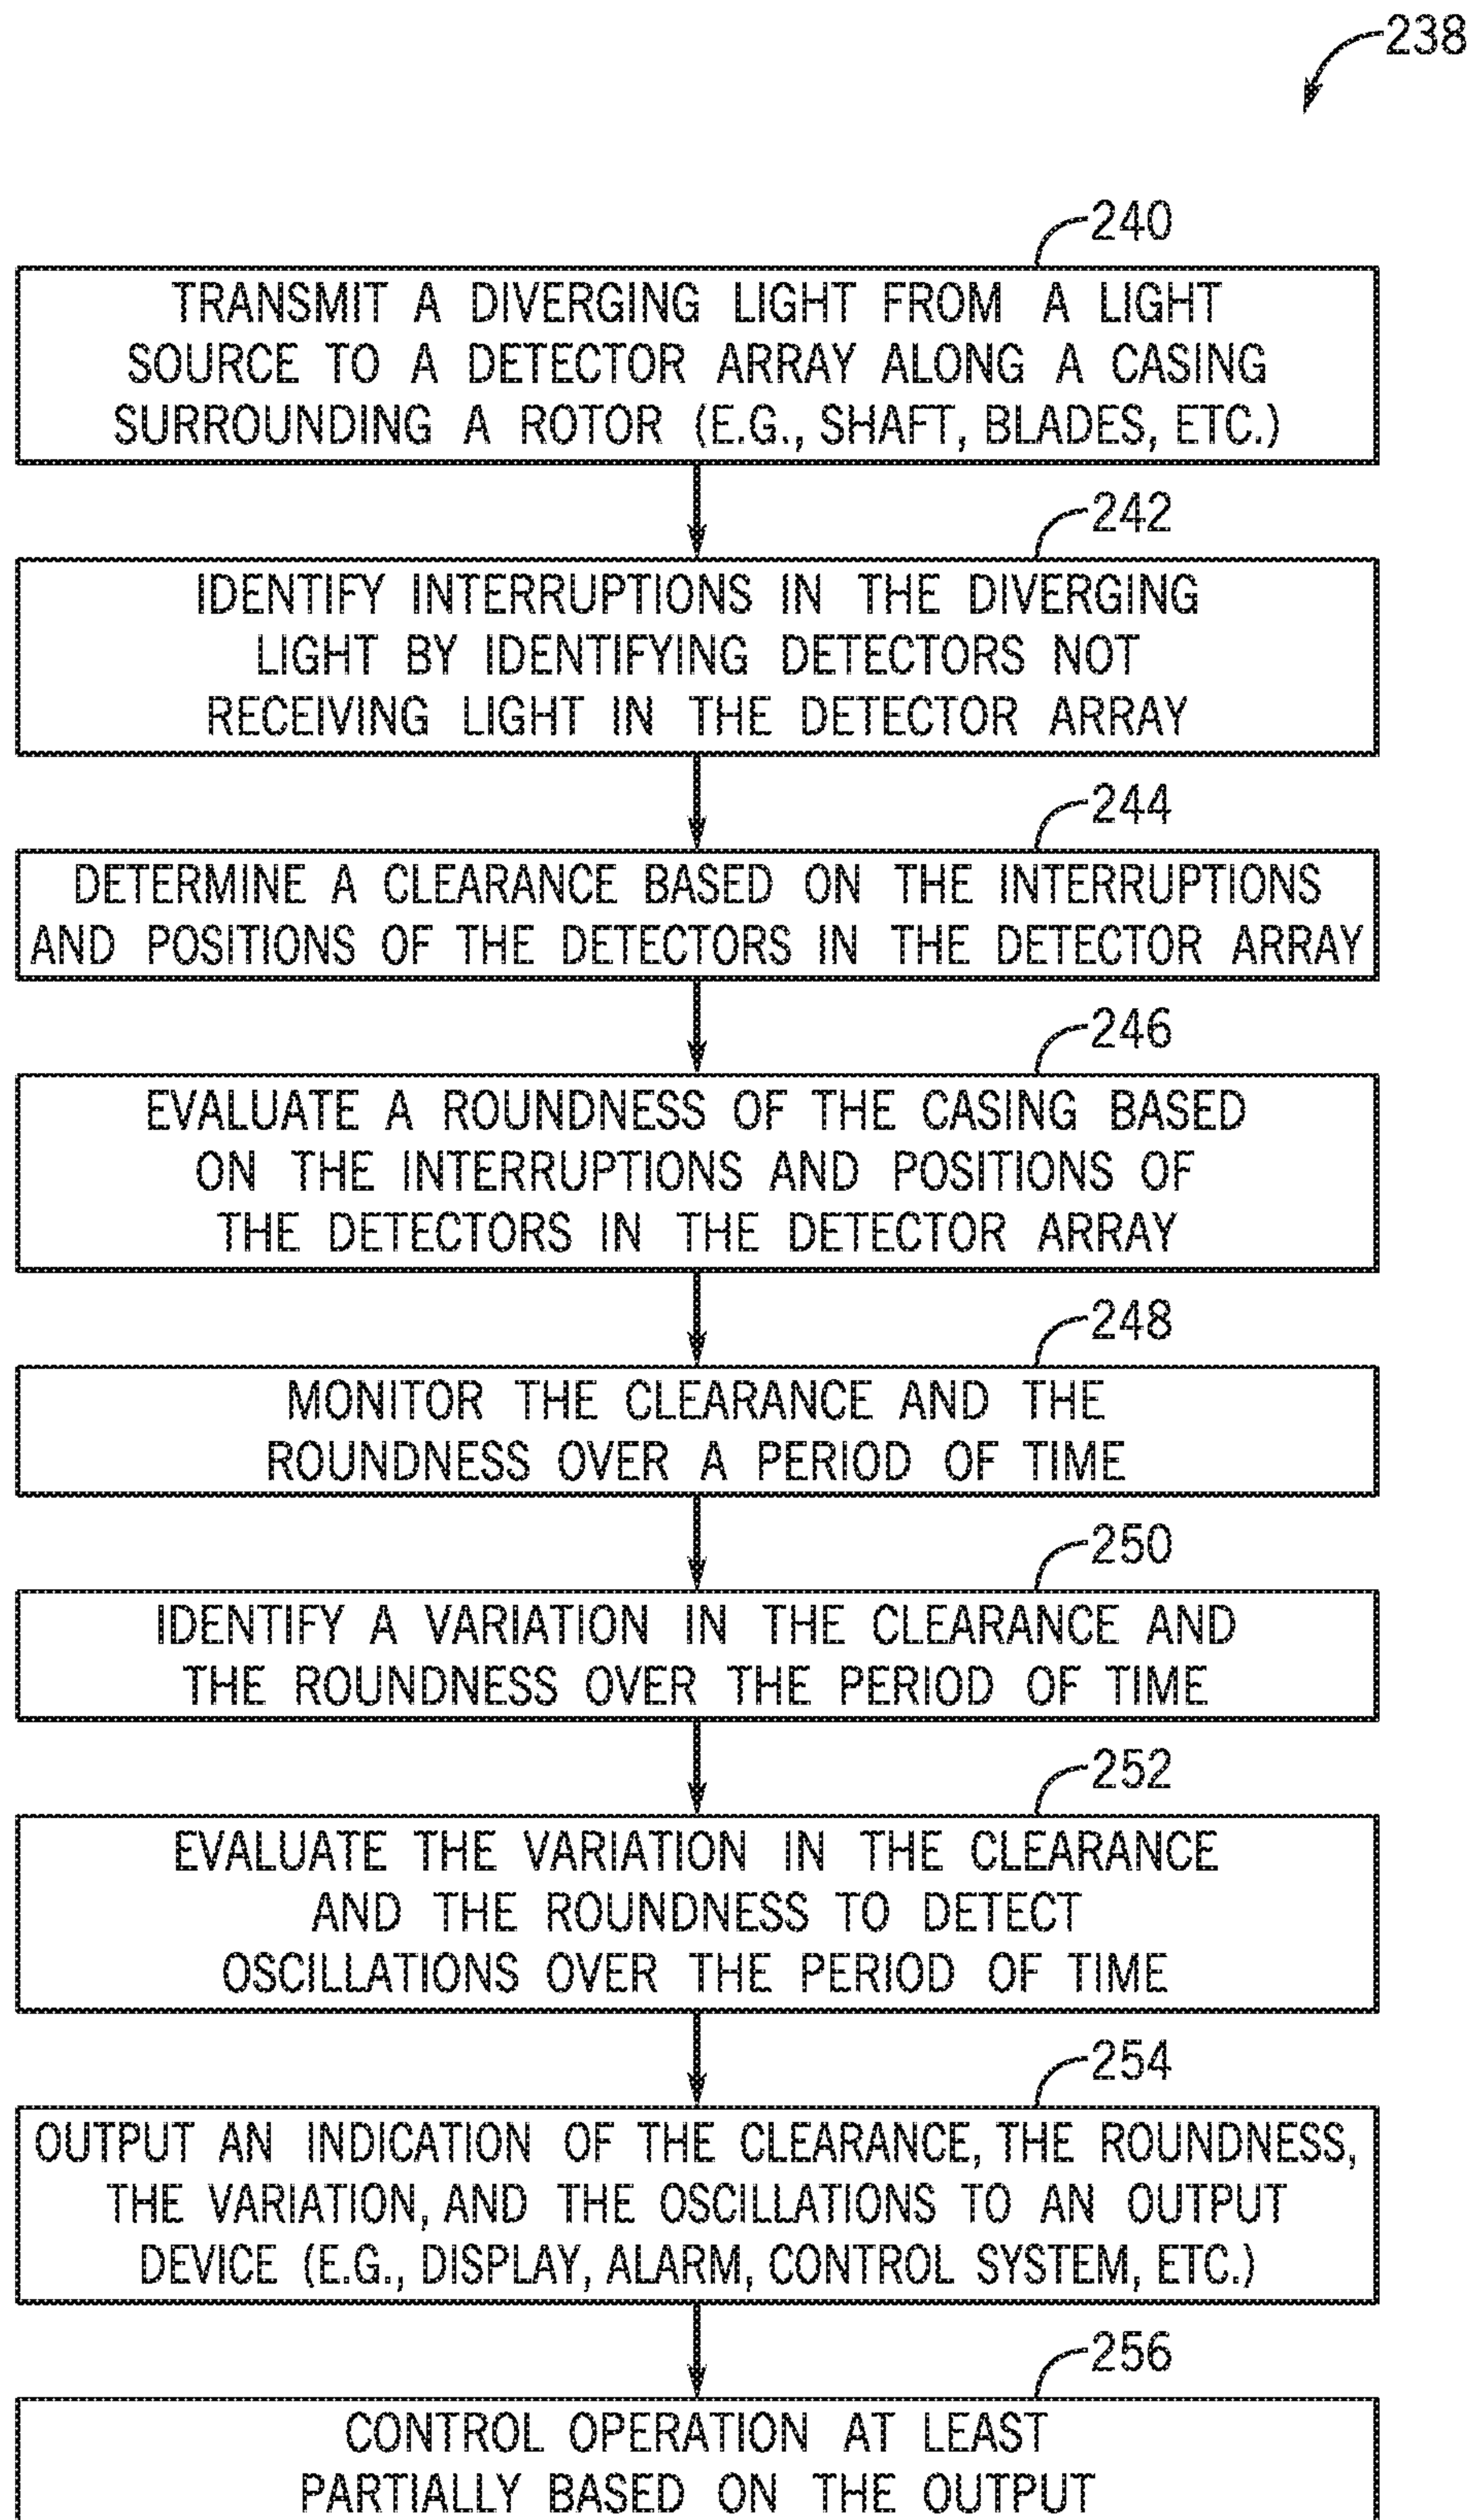 238
240
TRANSMIT A DIVERGING LIGHT FROM A LIGHT
SOURCE TO A DETECTOR ARRAY ALONG A CASING
SURROUNDING A ROTOR (E.G., SHAFT, BLADES, ETC.)
242
IDENTIFY INTERRUPTIONS IN THE DIVERGING
LIGHT BY IDENTIFYING DETECTORS NOT
RECEIVING LIGHT IN THE DETECTOR ARRAY
244
DETERMINE A CLEARANCE BASED ON THE INTERRUPTIONS
AND POSITIONS OF THE DETECTORS IN THE DETECTOR ARRAY
246
EVALUATE A ROUNDNESS OF THE CASING BASED
ON THE INTERRUPTIONS AND POSITIONS OF
THE DETECTORS IN THE DETECTOR ARRAY
248
MONITOR THE CLEARANCE AND THE
ROUNDNESS OVER A PERIOD OF TIME
250
IDENTIFY A VARIATION IN THE CLEARANCE AND
THE ROUNDNESS OVER THE PERIOD OF TIME
252
EVALUATE THE VARIATION IN THE CLEARANCE
AND THE ROUNDNESS TO DETECT
OSCILLATIONS OVER THE PERIOD OF TIME
254
OUTPUT AN INDICATION OF THE CLEARANCE, THE ROUNDNESS,
THE VARIATION, AND THE OSCILLATIONS TO AN OUTPUT
DEVICE (E.G., DISPLAY, ALARM, CONTROL SYSTEM, ETC.)
256
CONTROL OPERATION AT LEAST
PARTIALLY BASED ON THE OUTPUT